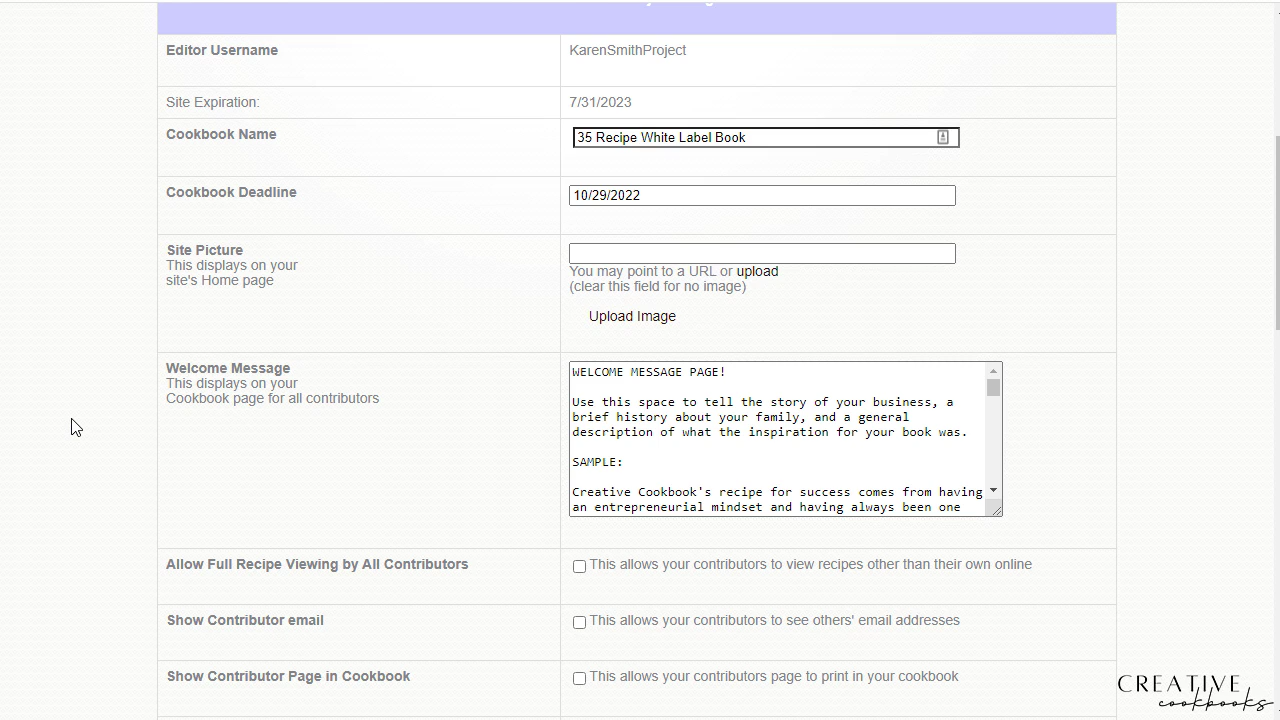 Editor Username
KarenSmithProject
Site Expiration:
7/31/2023
Cookbook Name
35 Recipe White Label Book
Cookbook Deadline
10/29/2022
Site Picture
This displays on your
site's Home page
You may point to a URL or upload
(clear this field for no image)
Upload Image
Welcome Message
This displays on your
Cookbook page for all contributors
WELCOME MESSAGE PAGE!
Use this space to tell the story of your business, a
brief history about your family, and a general
description of what the inspiration for your book was.
SAMPLE:
Creative Cookbook's recipe for success comes from having
an entrepreneurial mindset and having always been one
Allow Full Recipe Viewing by All Contributors
This allows your contributors to view recipes other than their own online
Show Contributor email
This allows your contributors to see others' email addresses
Show Contributor Page in Cookbook
This allows your contributors page to print in your cookbook
CREATIVE
cookbooks